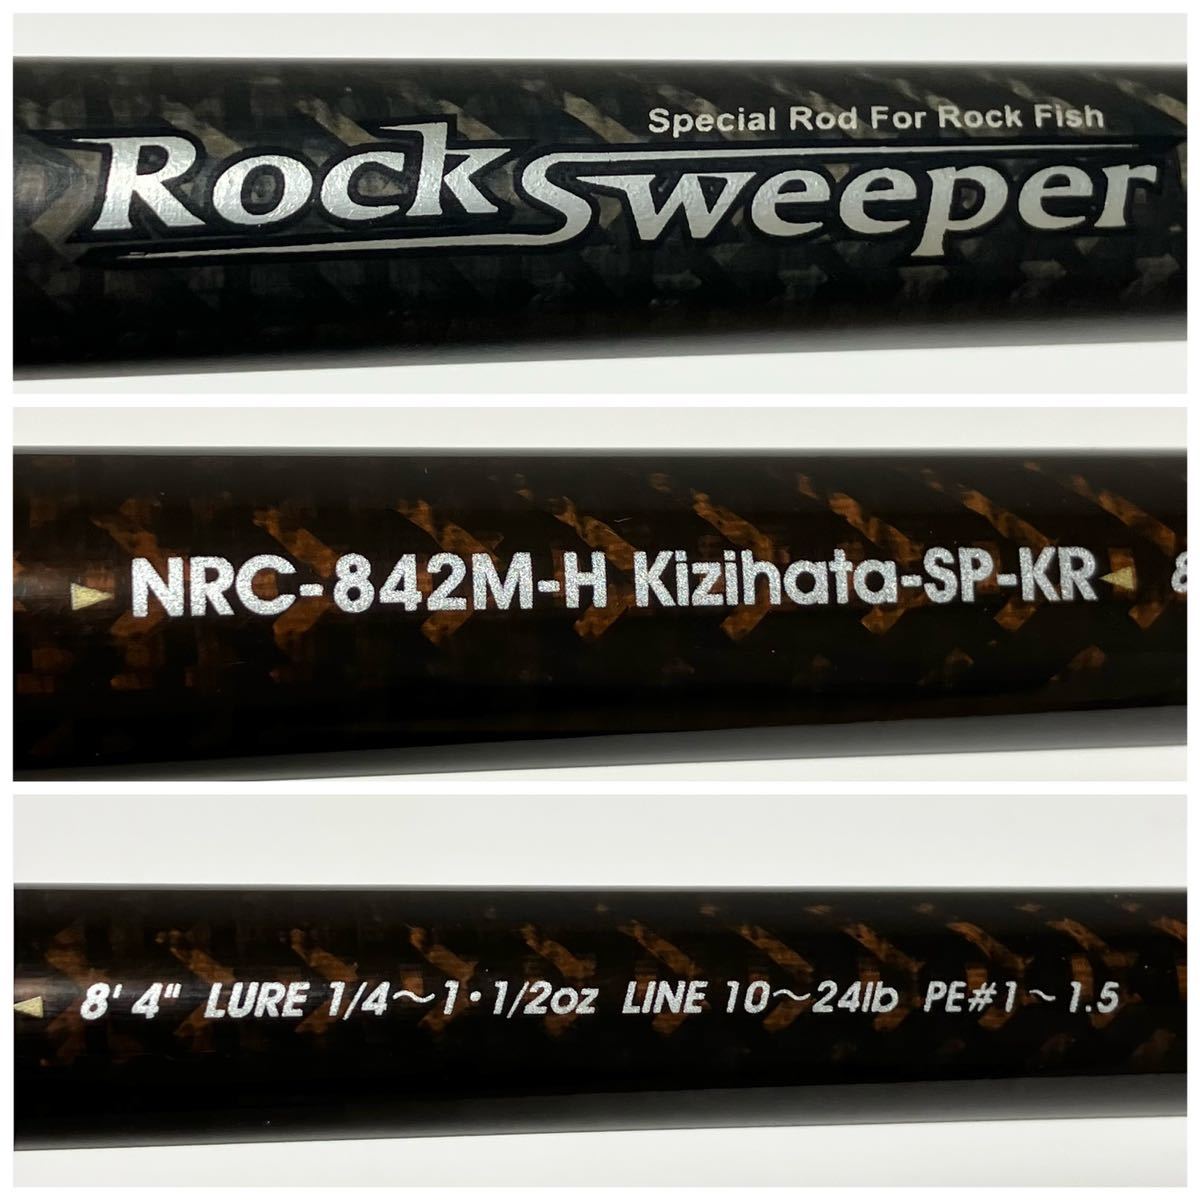 Special Rod For Rock Fish
RockSweeper
NRC-842M-H Kizihata-SP-KR
8' 4" LURE 1/4～1・1/2oz LINE 10～24lb PE#1～1.5